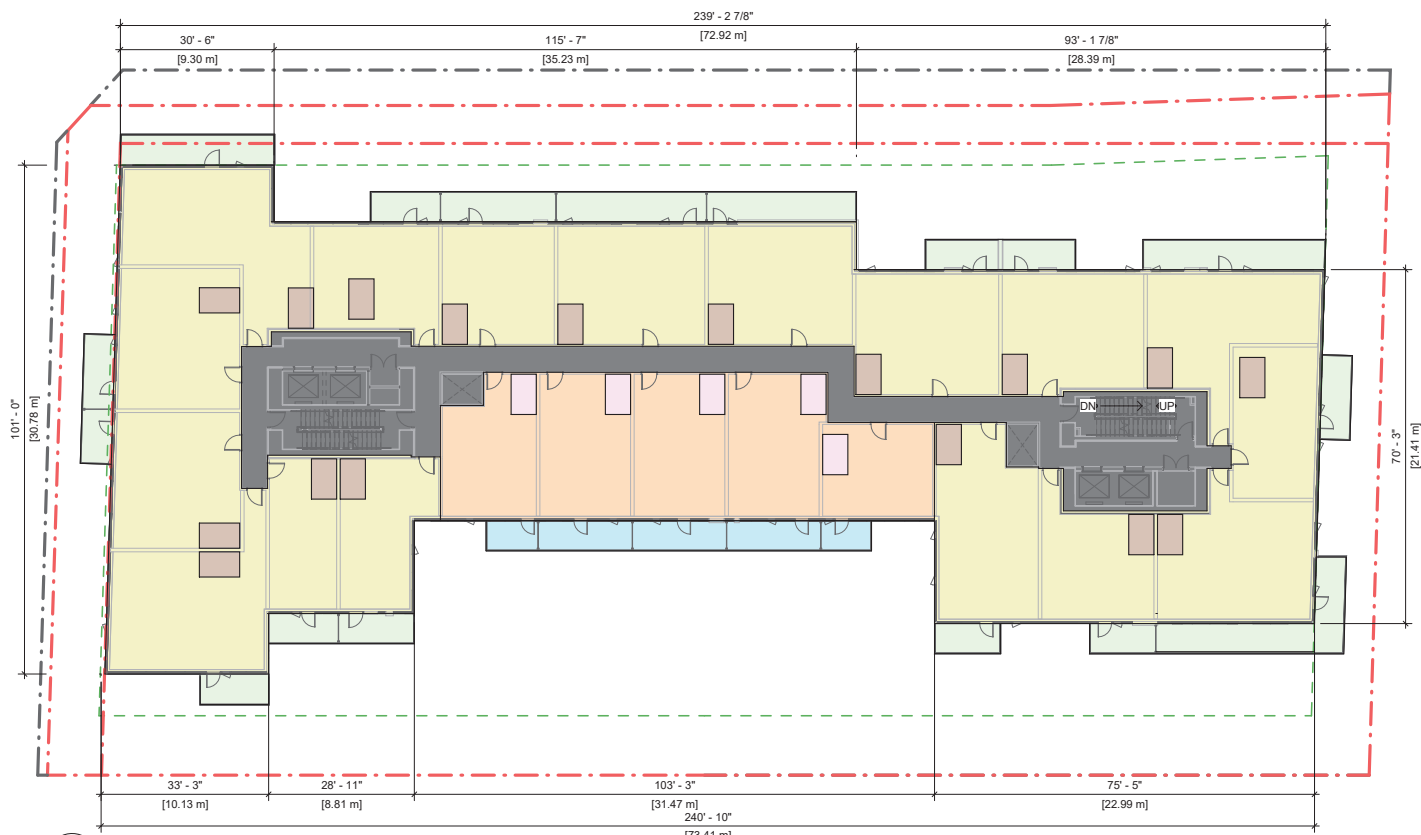 239' - 2 7/8"
[72.92 m]
30' - 6"
[9.30 m]
115' - 7"
[35.23 m]
93' - 1 7/8"
[28.39 m]
101' - 0"
[30.78 m]
DN
UP
70' - 3"
[21.41 m]
33' - 3"
[10.13 m]
28' - 11"
[8.81 m]
103' - 3"
[31.47 m]
75' - 5"
[22.99 m]
240' - 10"
[73.41 m]